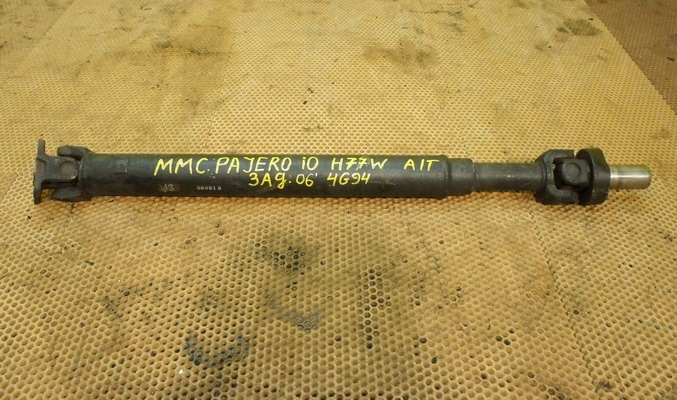 MMC. PAJERO iO H77W A/T
ЗАД. 06' 4G94